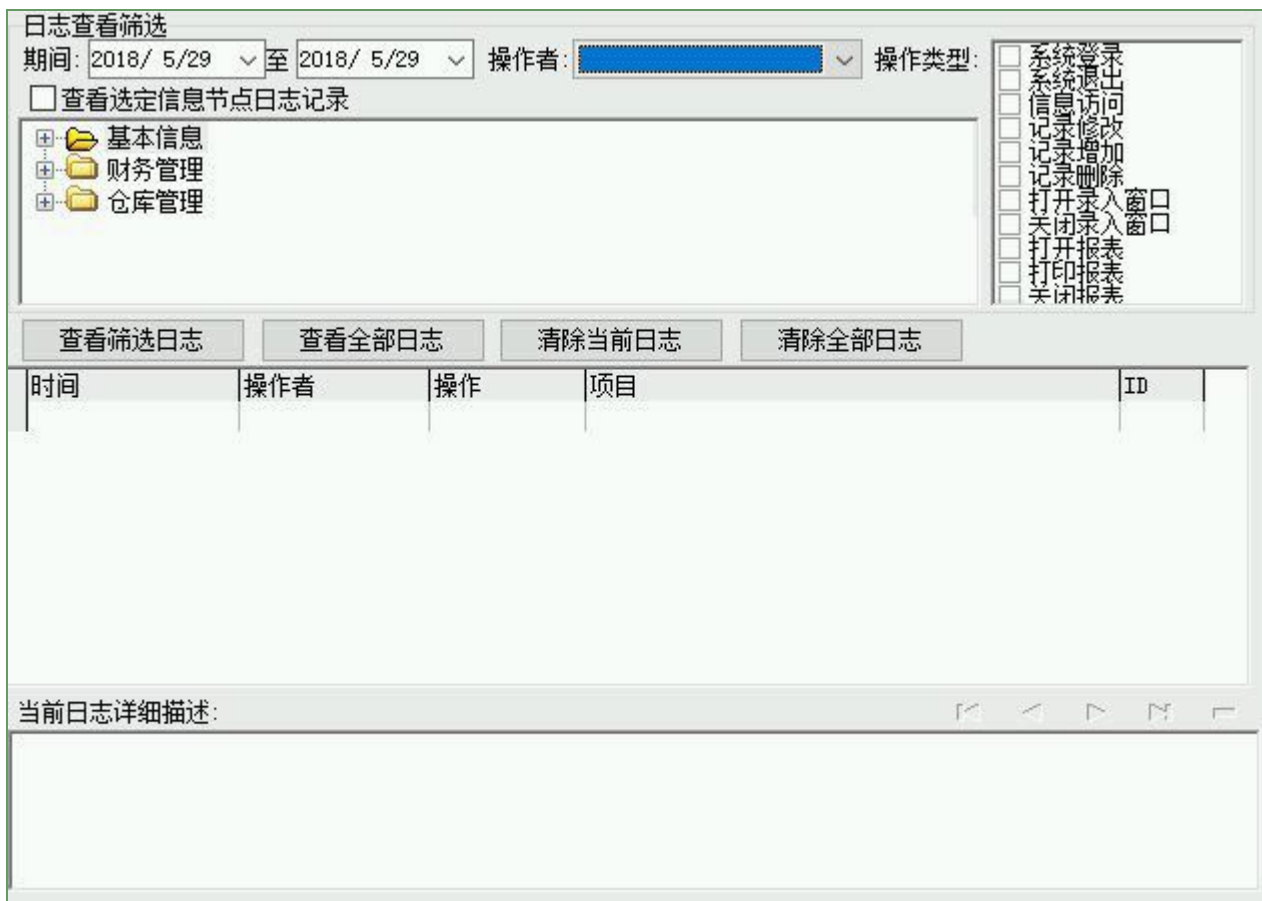 日志查看筛选
期间: 2018/ 5/29 至 2018/ 5/29 操作者: 操作类型:
系统登录
系统退出
信息访问
记录修改
记录增加
记录删除
打开录入窗口
关闭录入窗口
打开报表
打印报表
关闭报表
查看选定信息节点日志记录
基本信息
财务管理
仓库管理
查看筛选日志 查看全部日志 清除当前日志 清除全部日志
时间 操作者 操作 项目 ID
当前日志详细描述: